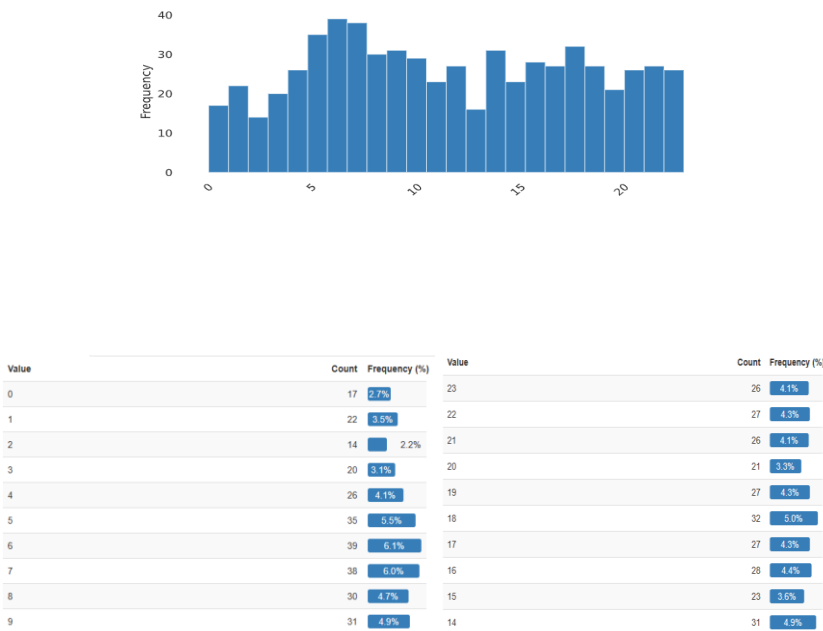 40
30
Frequency
20
10
0
0 5 10 15 20
Value Count Frequency (%)
0 17 2.7%
1 22 3.5%
2 14 2.2%
3 20 3.1%
4 26 4.1%
5 35 5.5%
6 39 6.1%
7 38 6.0%
8 30 4.7%
9 31 4.9%
Value Count Frequency (%)
23 26 4.1%
22 27 4.3%
21 26 4.1%
20 21 3.3%
19 27 4.3%
18 32 5.0%
17 27 4.3%
16 28 4.4%
15 23 3.6%
14 31 4.9%